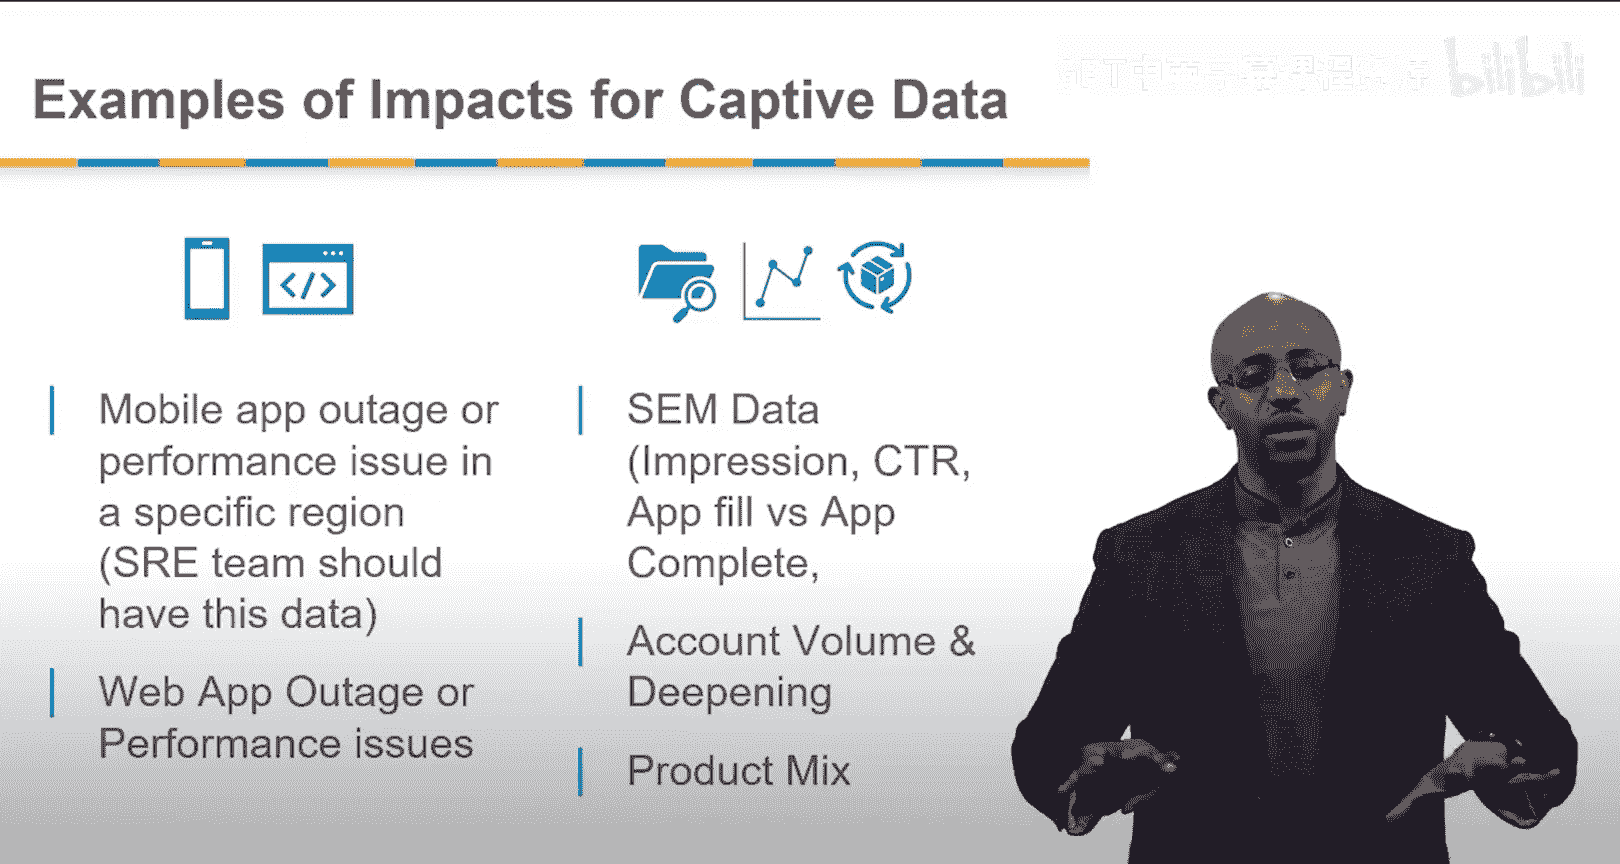 Examples of Impacts for Captive Data
bilibili
</>
Mobile app outage or
performance issue in
a specific region
(SRE team should
have this data)
Web App Outage or
Performance issues
SEM Data
(Impression, CTR,
App fill vs App
Complete,
Account Volume &
Deepening
Product Mix